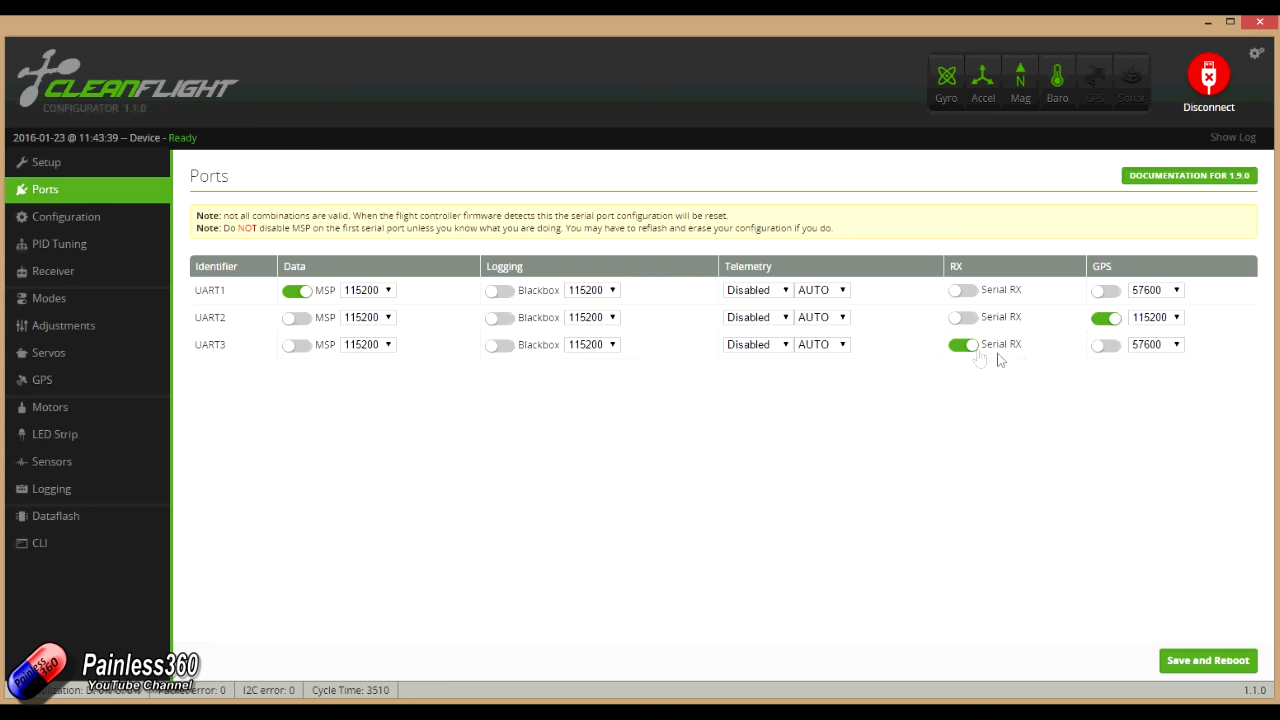 CLEANFLIGHT
CONFIGURATOR 1.1.0
Gyro Accel Mag Baro GPS Sonar
Disconnect
2016-01-23 @ 11:43:39 -- Device - Ready
Show Log
Setup
Ports
Configuration
PID Tuning
Receiver
Modes
Adjustments
Servos
GPS
Motors
LED Strip
Sensors
Logging
Dataflash
CLI
Ports
DOCUMENTATION FOR 1.9.0
Note: not all combinations are valid. When the flight controller firmware detects this the serial port configuration will be reset.
Note: Do NOT disable MSP on the first serial port unless you know what you are doing. You may have to reflash and erase your configuration if you do.
Identifier Data Logging Telemetry RX GPS
UART1 MSP 115200 Blackbox 115200 Disabled AUTO Serial RX 57600
UART2 MSP 115200 Blackbox 115200 Disabled AUTO Serial RX 115200
UART3 MSP 115200 Blackbox 115200 Disabled AUTO Serial RX 57600
Save and Reboot
Painless360
Painless360
YouTube Channel
error: 0 I2C error: 0 Cycle Time: 3510
1.1.0